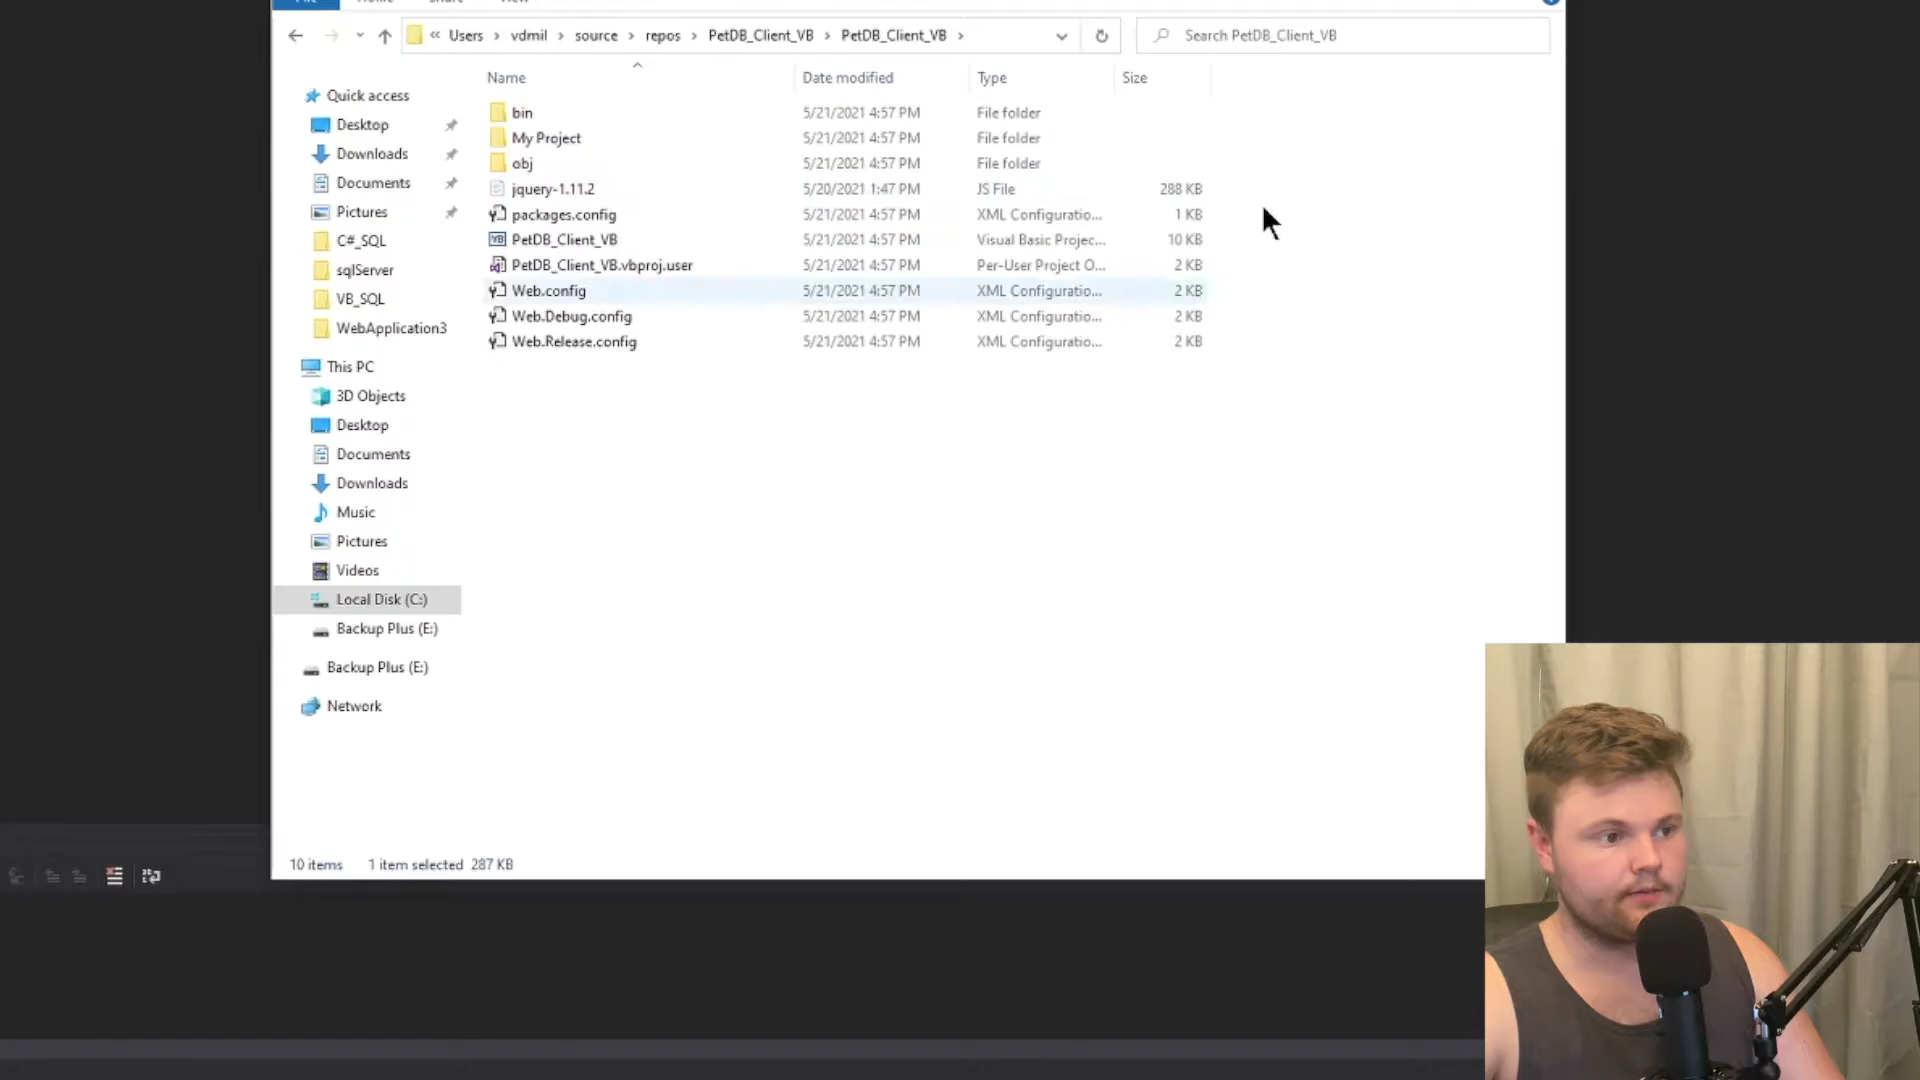 File Home Share View
« Users › vdmil › source › repos › PetDB_Client_VB › PetDB_Client_VB ›
Search PetDB_Client_VB
Name Date modified Type Size
Quick access
Desktop
Downloads
Documents
Pictures
C#_SQL
sqlServer
VB_SQL
WebApplication3
This PC
3D Objects
Desktop
Documents
Downloads
Music
Pictures
Videos
Local Disk (C:)
Backup Plus (E:)
Backup Plus (E:)
Network
bin 5/21/2021 4:57 PM File folder
My Project 5/21/2021 4:57 PM File folder
obj 5/21/2021 4:57 PM File folder
jquery-1.11.2 5/20/2021 1:47 PM JS File 288 KB
packages.config 5/21/2021 4:57 PM XML Configuratio... 1 KB
PetDB_Client_VB 5/21/2021 4:57 PM Visual Basic Projec... 10 KB
PetDB_Client_VB.vbproj.user 5/21/2021 4:57 PM Per-User Project O... 2 KB
Web.config 5/21/2021 4:57 PM XML Configuratio... 2 KB
Web.Debug.config 5/21/2021 4:57 PM XML Configuratio... 2 KB
Web.Release.config 5/21/2021 4:57 PM XML Configuratio... 2 KB
10 items 1 item selected 287 KB